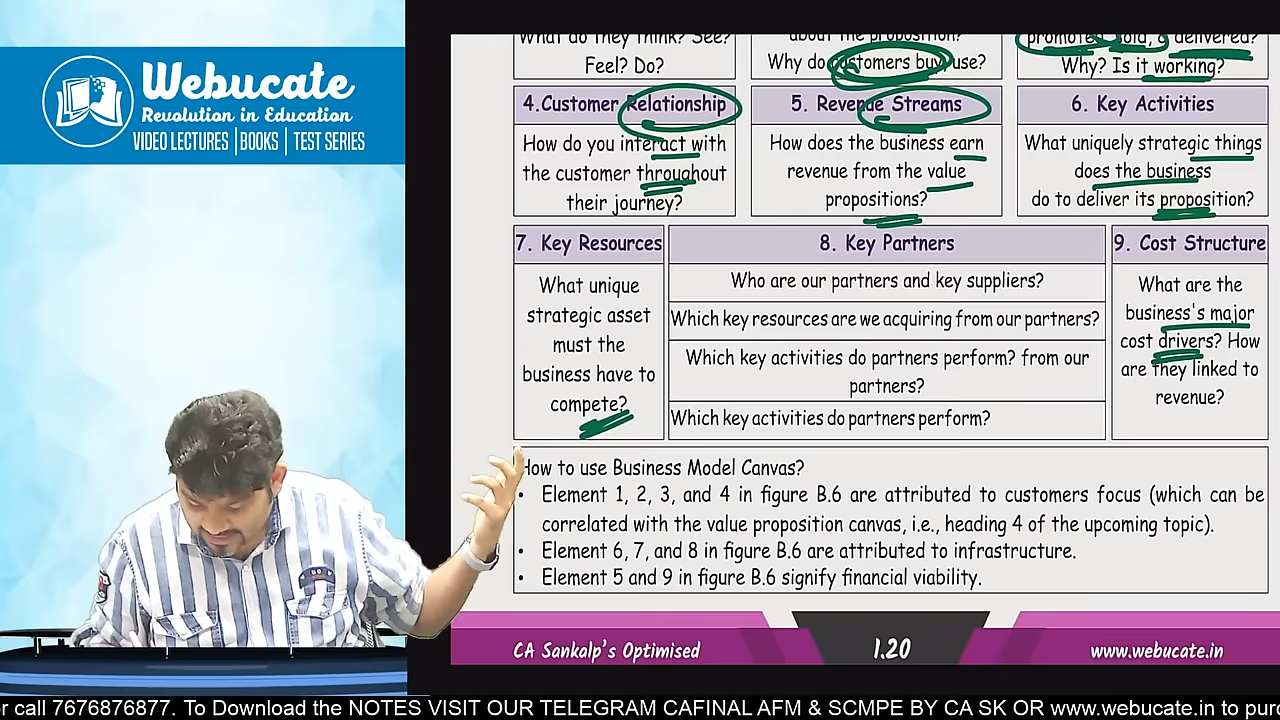 Webucate
Revolution in Education
VIDEO LECTURES | BOOKS | TEST SERIES
What do they think? See?
Feel? Do?
about the proposition?
Why do customers buy, use?
promoted, sold, & delivered?
Why? Is it working?
4.Customer Relationship
How do you interact with
the customer throughout
their journey?
5. Revenue Streams
How does the business earn
revenue from the value
propositions?
6. Key Activities
What uniquely strategic things
does the business
do to deliver its proposition?
7. Key Resources
What unique
strategic asset
must the
business have to
compete?
8. Key Partners
Who are our partners and key suppliers?
Which key resources are we acquiring from our partners?
Which key activities do partners perform? from our
partners?
Which key activities do partners perform?
9. Cost Structure
What are the
business's major
cost drivers? How
are they linked to
revenue?
How to use Business Model Canvas?
• Element 1, 2, 3, and 4 in figure B.6 are attributed to customers focus (which can be
correlated with the value proposition canvas, i.e., heading 4 of the upcoming topic).
• Element 6, 7, and 8 in figure B.6 are attributed to infrastructure.
• Element 5 and 9 in figure B.6 signify financial viability.
CA Sankalp's Optimised
1.20
www.webucate.in
r call 7676876877. To Download the NOTES VISIT OUR TELEGRAM CAFINAL AFM & SCMPE BY CA SK OR www.webucate.in to pur